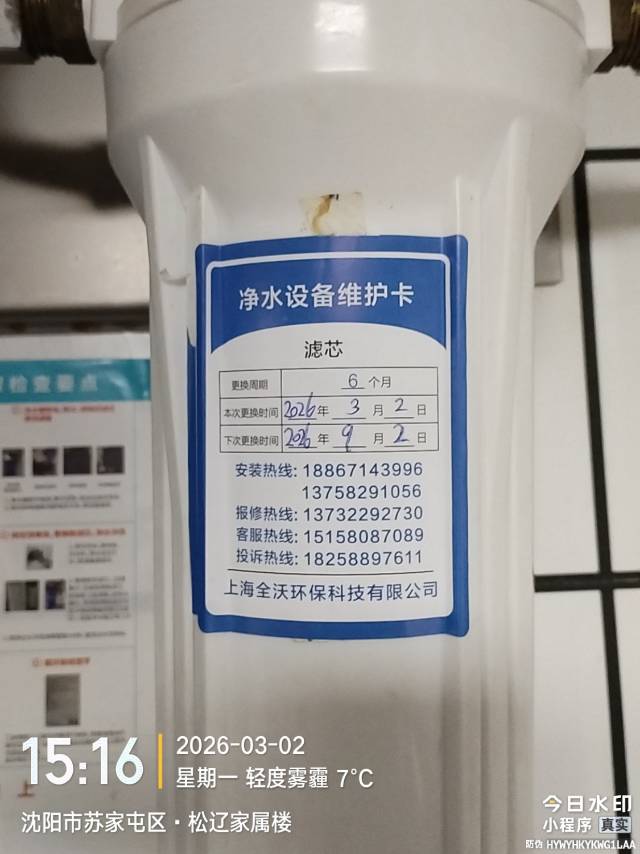 净水设备维护卡
滤芯
更换周期 6 个月
本次更换时间 2026 年 3 月 2 日
下次更换时间 2026 年 9 月 2 日
安装热线: 18867143996
13758291056
报修热线: 13732292730
客服热线: 15158087089
投诉热线: 18258897611
上海全沃环保科技有限公司
检查要点
15:16
2026-03-02
星期一 轻度雾霾 7°C
沈阳市苏家屯区·松辽家属楼
今日水印
小程序 真实
防伪 HYWYHKYKWG1LAA